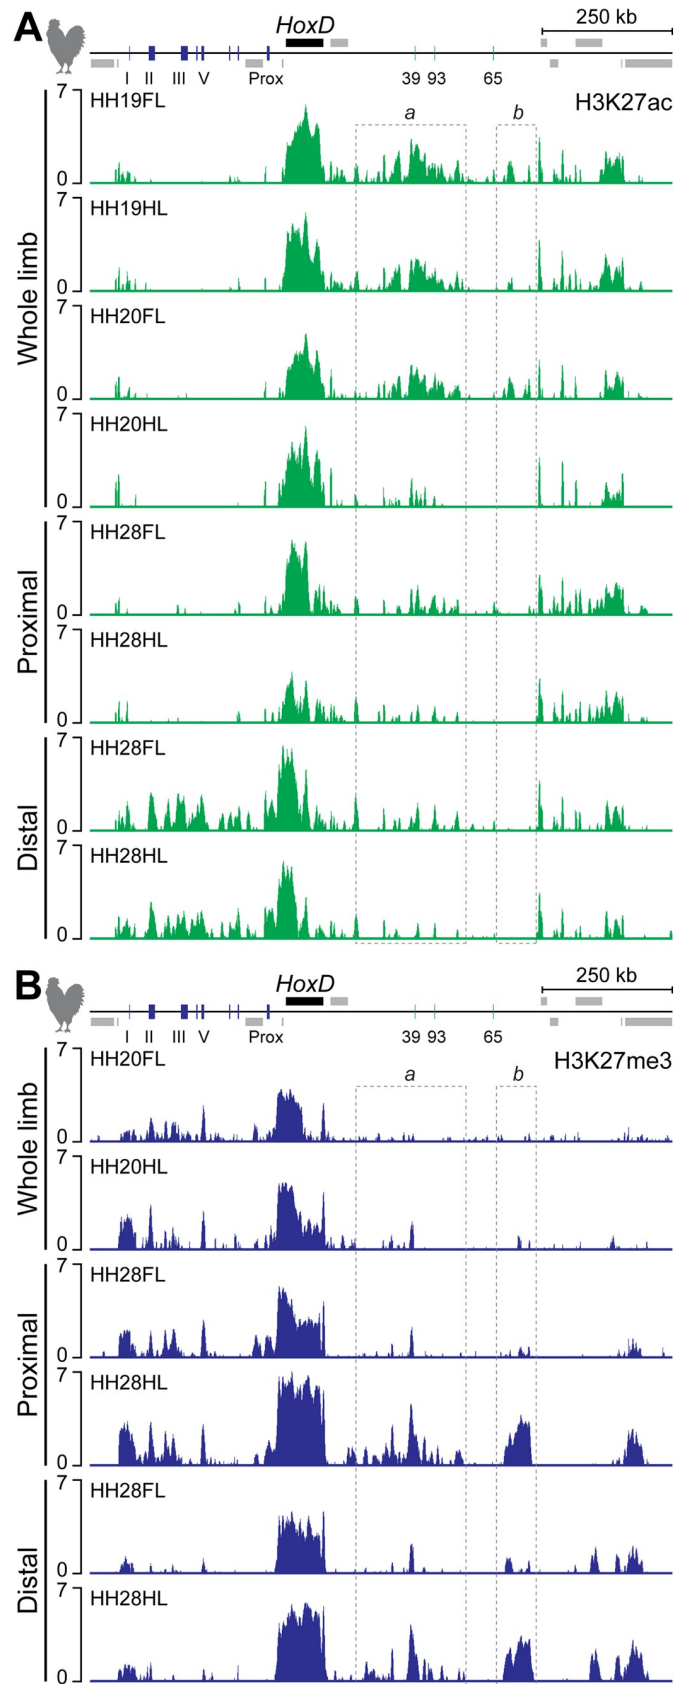 A
HoxD
250 kb
I II III V Prox 39 93 65
H3K27ac
a b
Whole limb
7
HH19FL
0
7
HH19HL
0
7
HH20FL
0
7
HH20HL
0
Proximal
7
HH28FL
0
7
HH28HL
0
Distal
7
HH28FL
0
7
HH28HL
0
B
HoxD
250 kb
I II III V Prox 39 93 65
H3K27me3
a b
Whole limb
7
HH20FL
0
7
HH20HL
0
Proximal
7
HH28FL
0
7
HH28HL
0
Distal
7
HH28FL
0
7
HH28HL
0